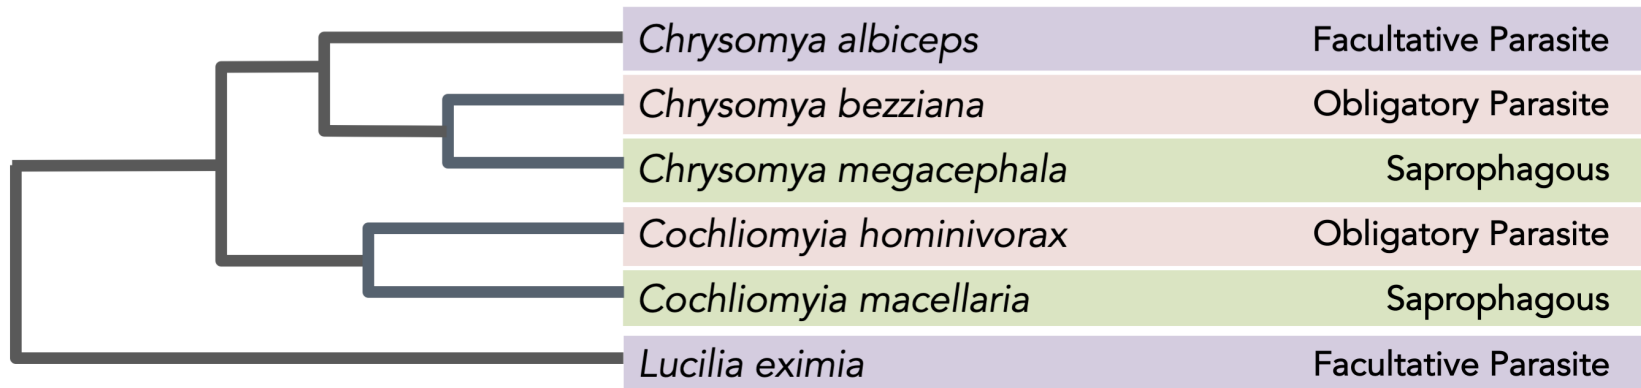 Chrysomya albiceps Facultative Parasite
Chrysomya bezziana Obligatory Parasite
Chrysomya megacephala Saprophagous
Cochliomyia hominivorax Obligatory Parasite
Cochliomyia macellaria Saprophagous
Lucilia eximia Facultative Parasite